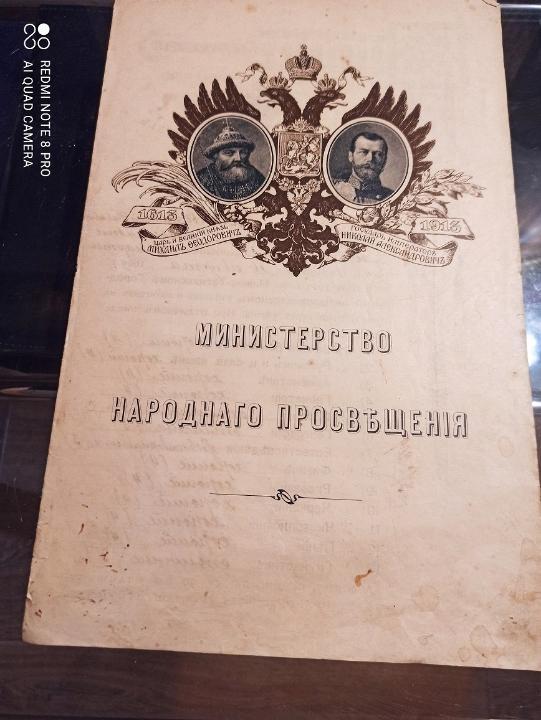 1613
1913
ЦАРЬ И ВЕЛИКІЙ КНЯЗЬ
МИХАИЛЪ ѲЕОДОРОВИЧЪ
ГОСУДАРЬ ИМПЕРАТОРЪ
НИКОЛАЙ АЛЕКСАНДРОВИЧЪ
МИНИСТЕРСТВО
НАРОДНАГО ПРОСВѢЩЕНІЯ
REDMI NOTE 8 PRO
AI QUAD CAMERA